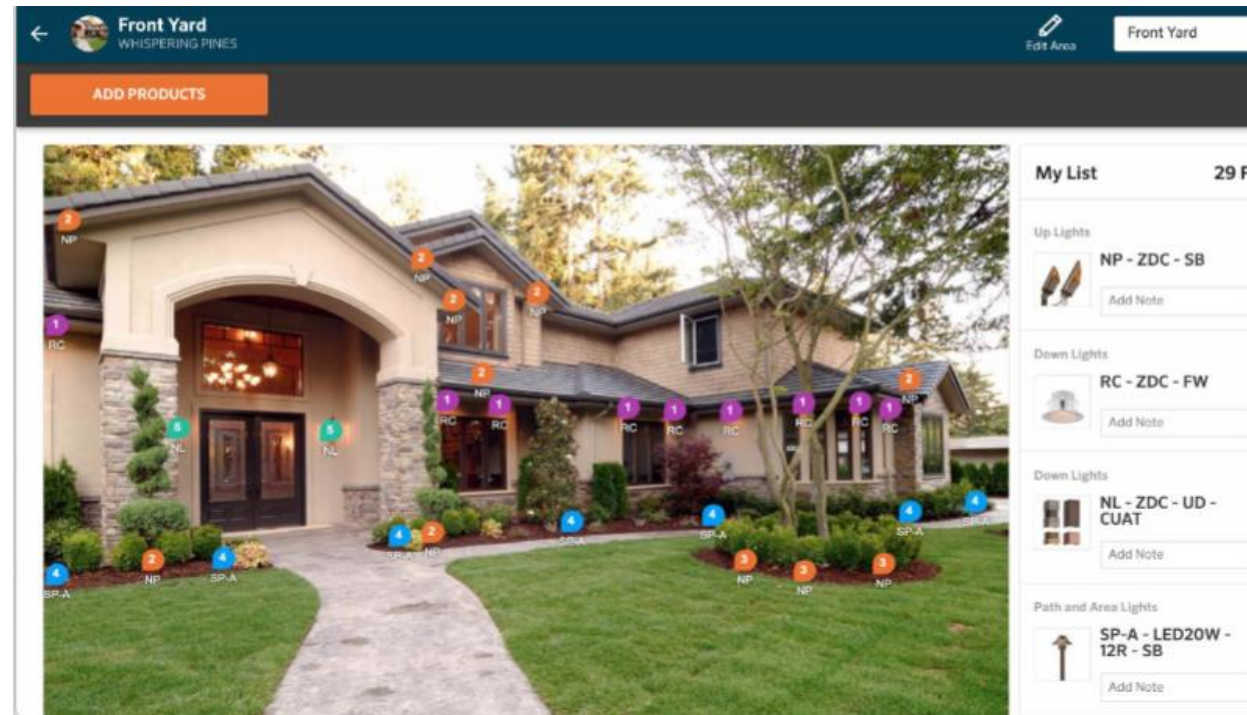 Front Yard
WHISPERING PINES
Edit Area
Front Yard
ADD PRODUCTS
My List
29
Up Lights
NP - ZDC - SB
Add Note
Down Lights
RC - ZDC - FW
Add Note
Down Lights
NL - ZDC - UD -
CUAT
Add Note
Path and Area Lights
SP-A - LED20W -
12R - SB
Add Note
2
NP
2
NP
2
NP
2
NP
1
RC
2
NP
2
NP
1
RC
1
RC
1
RC
1
RC
1
RC
1
RC
1
RC
1
RC
5
NL
5
NL
4
SP-A
4
SP-A
4
SP-A
4
SP-A
4
SP-A
2
NP
2
NP
4
SP-A
4
SP-A
3
NP
3
NP
3
NP